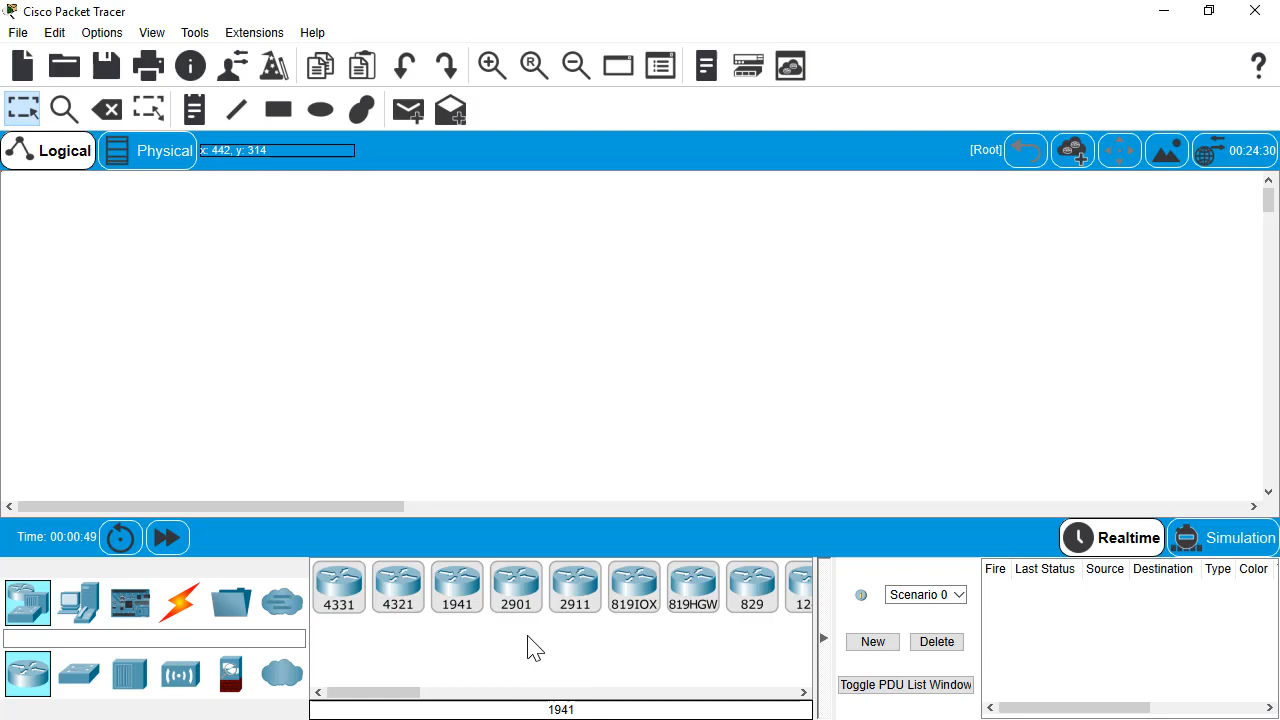 Cisco Packet Tracer
File Edit Options View Tools Extensions Help
R
?
Logical Physical x: 442, y: 314 [Root] 00:24:30
Time: 00:00:49 Realtime Simulation
4331 4321 1941 2901 2911 819IOX 819HGW 829 12
Fire Last Status Source Destination Type Color
Scenario 0
New Delete
Toggle PDU List Window
1941